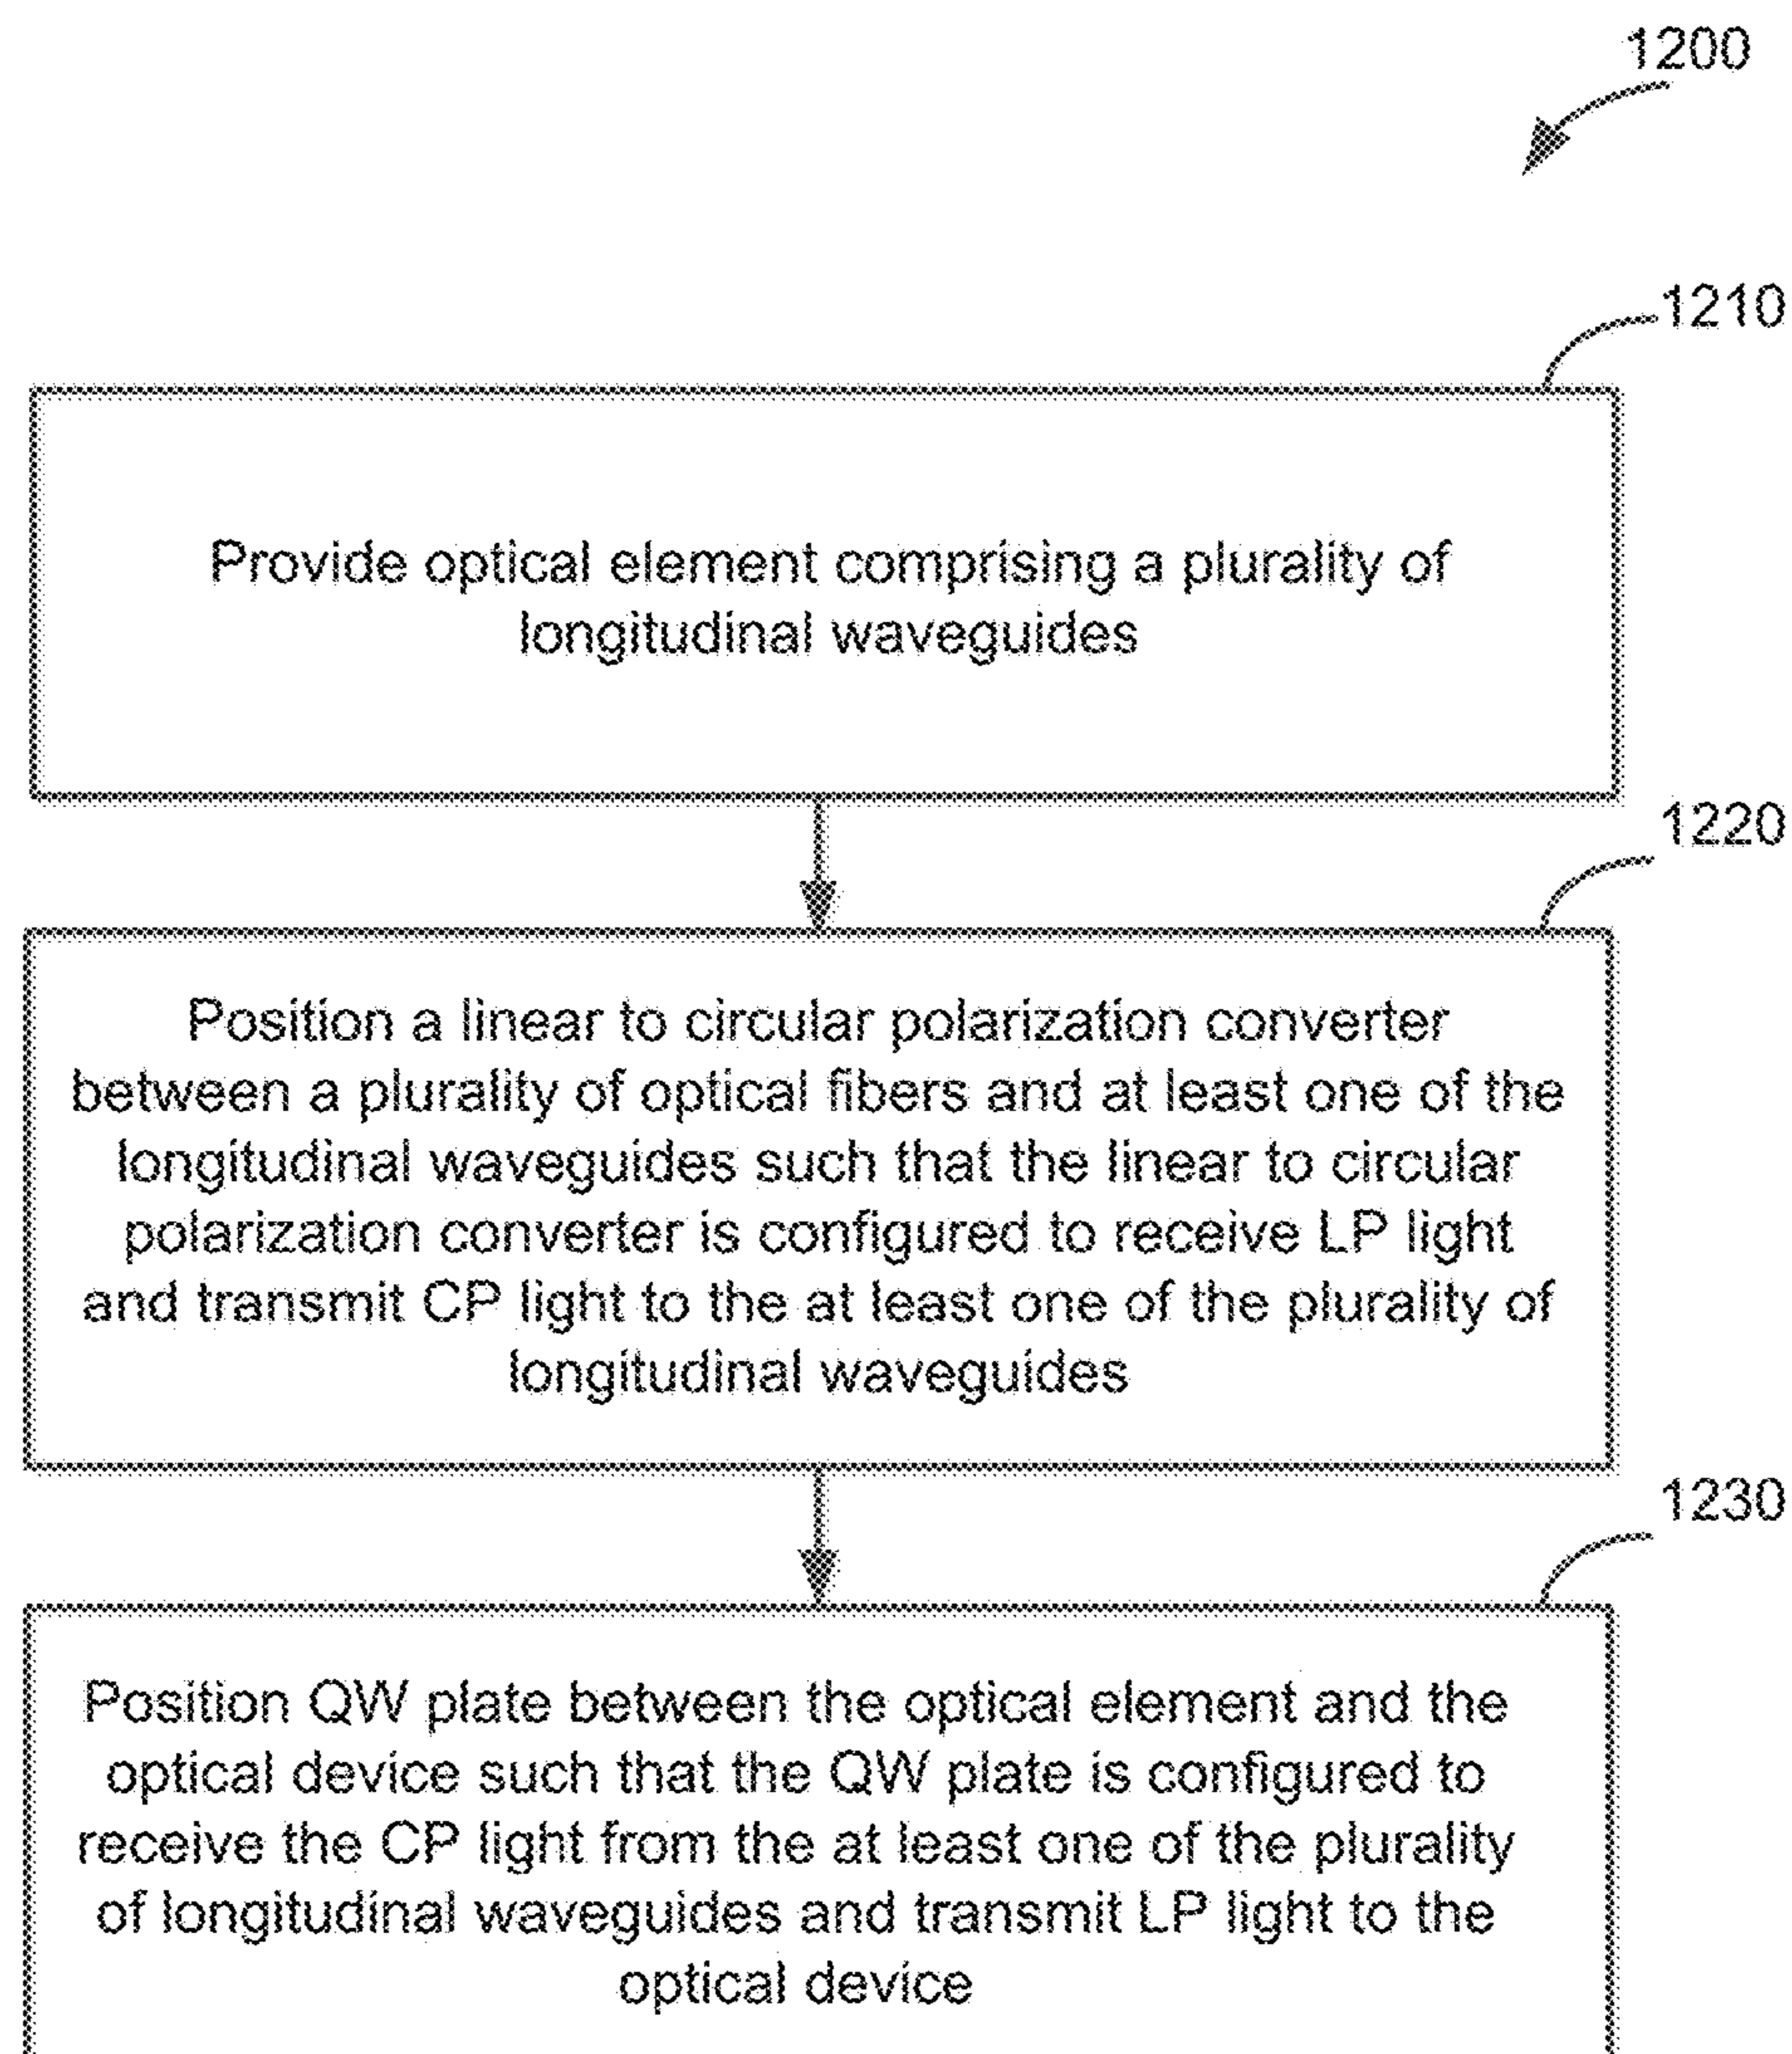 1200
1210
Provide optical element comprising a plurality of
longitudinal waveguides
1220
Position a linear to circular polarization converter
between a plurality of optical fibers and at least one of the
longitudinal waveguides such that the linear to circular
polarization converter is configured to receive LP light
and transmit CP light to the at least one of the plurality of
longitudinal waveguides
1230
Position QW plate between the optical element and the
optical device such that the QW plate is configured to
receive the CP light from the at least one of the plurality
of longitudinal waveguides and transmit LP light to the
optical device